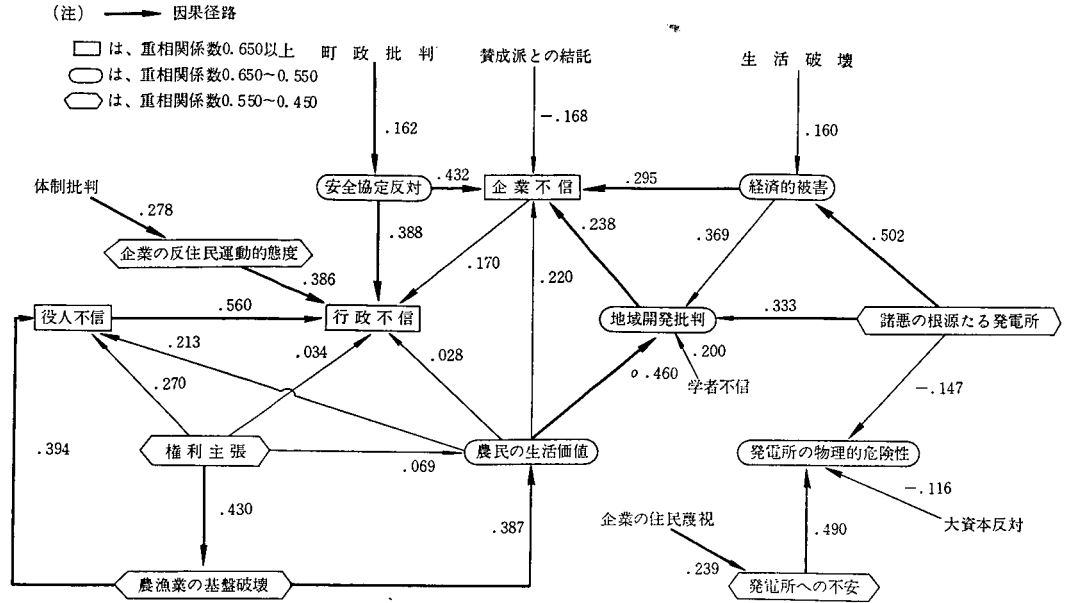 (注) → 因果径路
は、重相関係数0.650以上
は、重相関係数0.650~0.550
は、重相関係数0.550~0.450
町政批判
賛成派との結託
生活破壊
.162
-.168
.160
体制批判
.278
安全協定反対
.432
企業不信
.295
経済的被害
企業の反住民運動的態度
.386
.388
.170
.238
.220
.369
.502
役人不信
.560
行政不信
地域開発批判
.333
諸悪の根源たる発電所
.213
.270
.034
.028
.460
.200
学者不信
-.147
.394
権利主張
.069
農民の生活価値
発電所の物理的危険性
.430
.387
企業の住民蔑視
.490
-.116
大資本反対
.239
農漁業の基盤破壊
発電所への不安